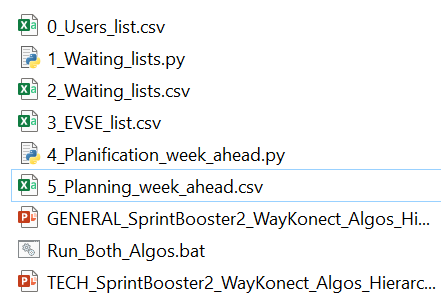 0_Users_list.csv
1_Waiting_lists.py
2_Waiting_lists.csv
3_EVSE_list.csv
4_Planification_week_ahead.py
5_Planning_week_ahead.csv
GENERAL_SprintBooster2_WayKonect_Algos_Hi...
Run_Both_Algos.bat
TECH_SprintBooster2_WayKonect_Algos_Hierarc...